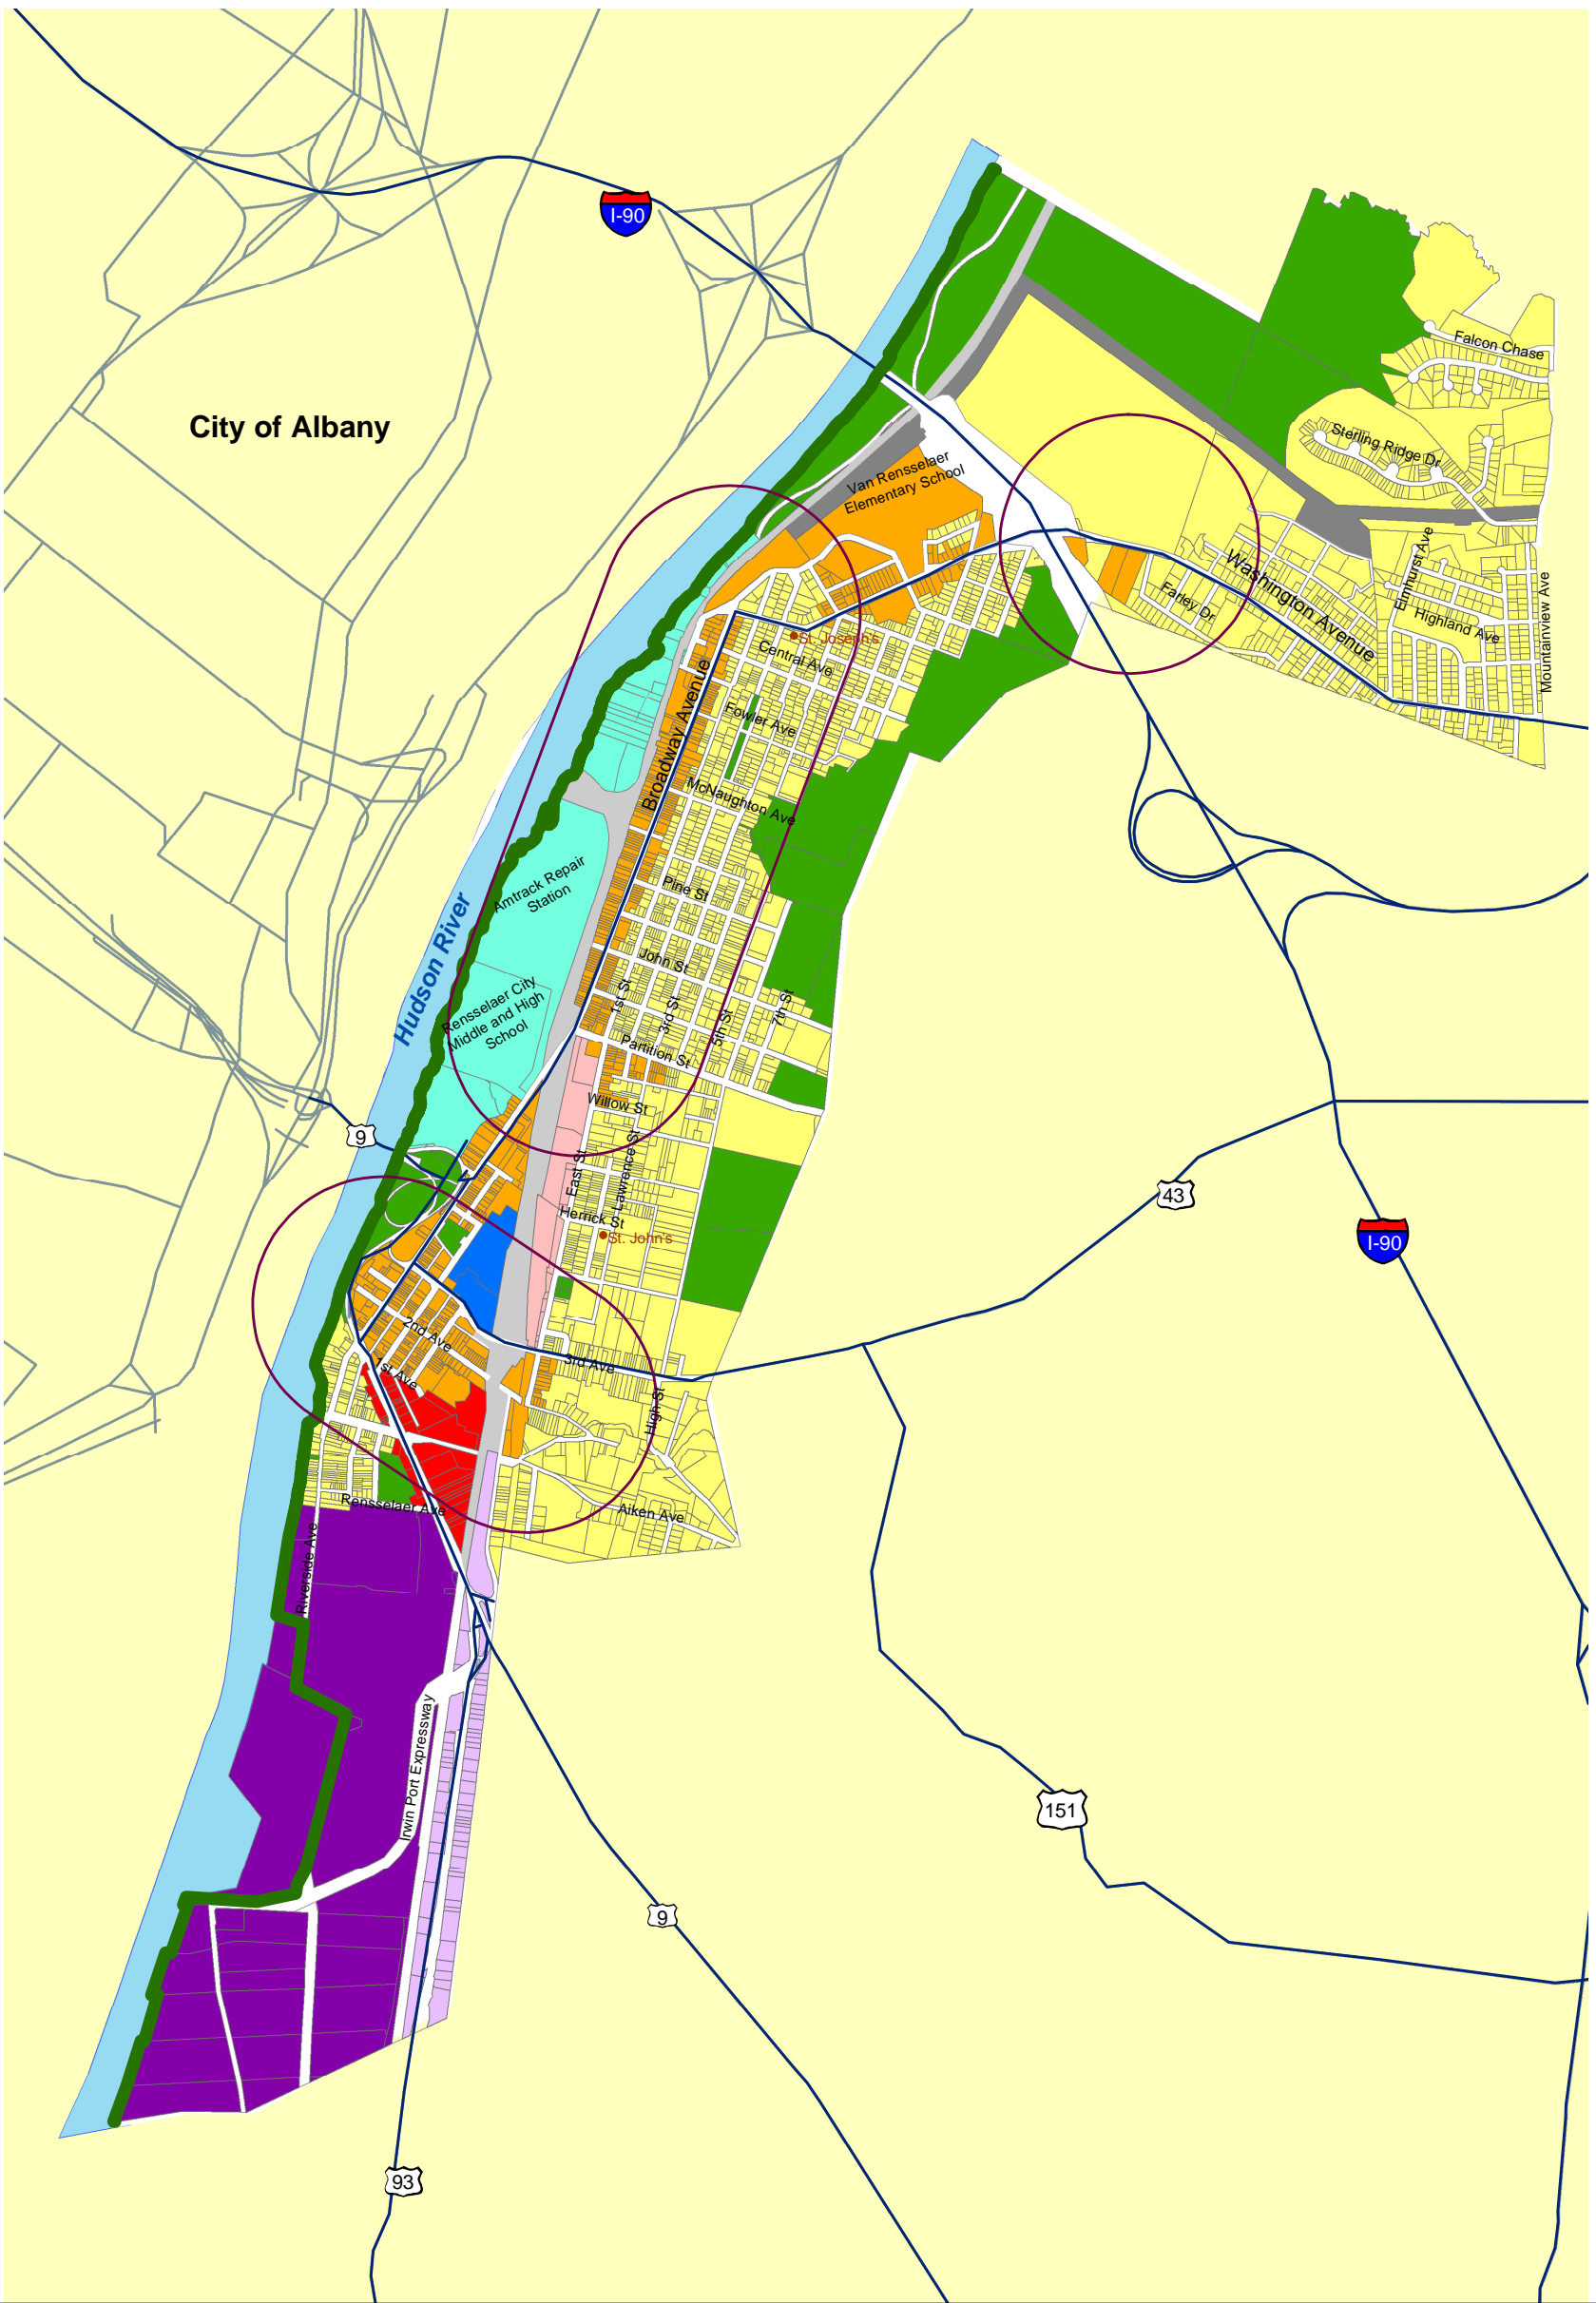 I-90
Falcon Chase
City of Albany
Sterling Ridge Dr
Van Rensselaer
Elementary School
Elmhurst Ave
Washington Avenue
Farley Dr
Highland Ave
Mountainview Ave
St. Joseph's
Central Ave
Broadway Avenue
Fowler Ave
McNaughton Ave
Amtrack Repair
Station
Pine St
Hudson River
John St
Rensselaer City
Middle and High
School
1st St
3rd St
5th St
7th St
Partition St
Willow St
9
East St
Lawrence St
43
Herrick St
St. John's
I-90
2nd Ave
3rd Ave
1st Ave
High St
Rensselaer Ave
Aiken Ave
Riverside Ave
Irwin Port Expressway
151
9
93